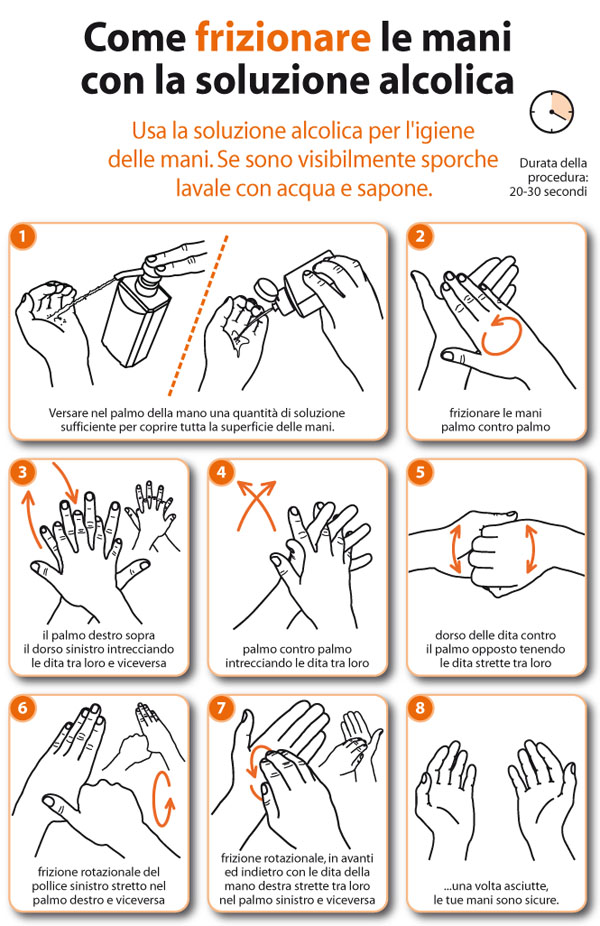 Come frizionare le mani
con la soluzione alcolica
Usa la soluzione alcolica per l'igiene
delle mani. Se sono visibilmente sporche
lavale con acqua e sapone.
Durata della
procedura:
20-30 secondi
1
Versare nel palmo della mano una quantità di soluzione
sufficiente per coprire tutta la superficie delle mani.
2
frizionare le mani
palmo contro palmo
3
il palmo destro sopra
il dorso sinistro intrecciando
le dita tra loro e viceversa
4
palmo contro palmo
intrecciando le dita tra loro
5
dorso delle dita contro
il palmo opposto tenendo
le dita strette tra loro
6
frizione rotazionale del
pollice sinistro stretto nel
palmo destro e viceversa
7
frizione rotazionale, in avanti
ed indietro con le dita della
mano destra strette tra loro
nel palmo sinistro e viceversa
8
...una volta asciutte,
le tue mani sono sicure.